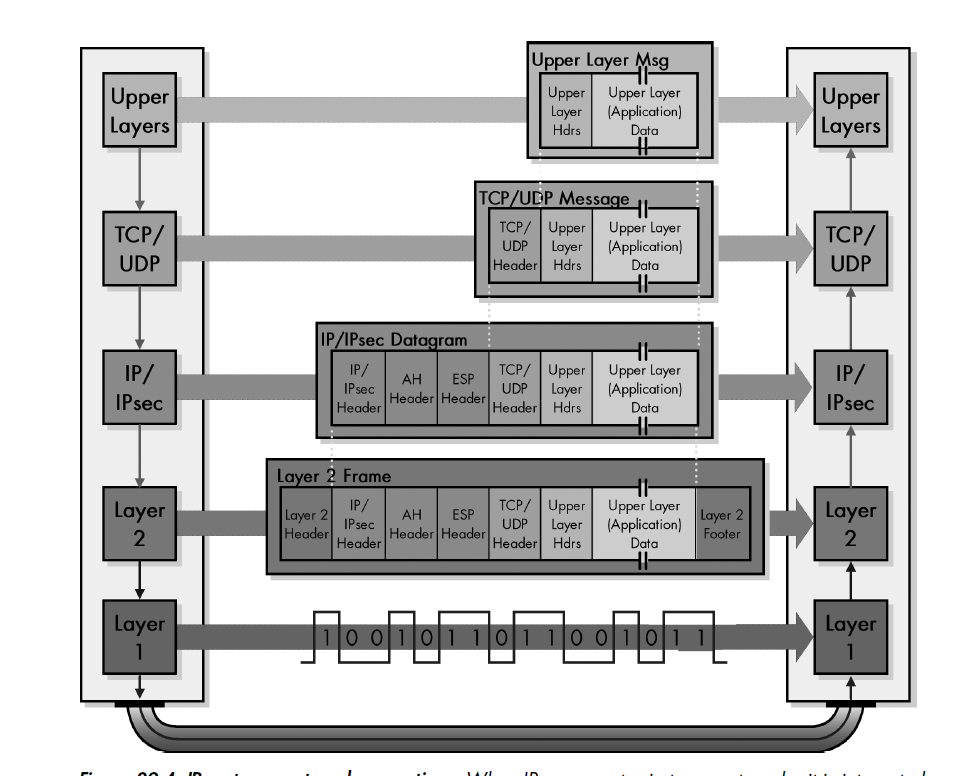 Upper
Layers
Upper Layer Msg
Upper
Layer
Hdrs
Upper Layer
(Application)
Data
Upper
Layers
TCP/
UDP
TCP/UDP Message
TCP/
UDP
Header
Upper
Layer
Hdrs
Upper Layer
(Application)
Data
TCP/
UDP
IP/
IPsec
IP/IPsec Datagram
IP/
IPsec
Header
AH
Header
ESP
Header
TCP/
UDP
Header
Upper
Layer
Hdrs
Upper Layer
(Application)
Data
IP/
IPsec
Layer
2
Layer 2 Frame
Layer 2
Header
IP/
IPsec
Header
AH
Header
ESP
Header
TCP/
UDP
Header
Upper
Layer
Hdrs
Upper Layer
(Application)
Data
Layer 2
Footer
Layer
2
Layer
1
1 0 0 1 0 1 1 0 1 1 0 0 1 0 1 1
Layer
1